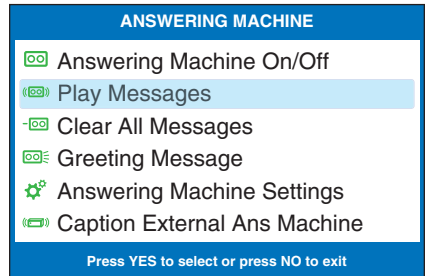 ANSWERING MACHINE
Answering Machine On/Off
Play Messages
Clear All Messages
Greeting Message
Answering Machine Settings
Caption External Ans Machine
Press YES to select or press NO to exit